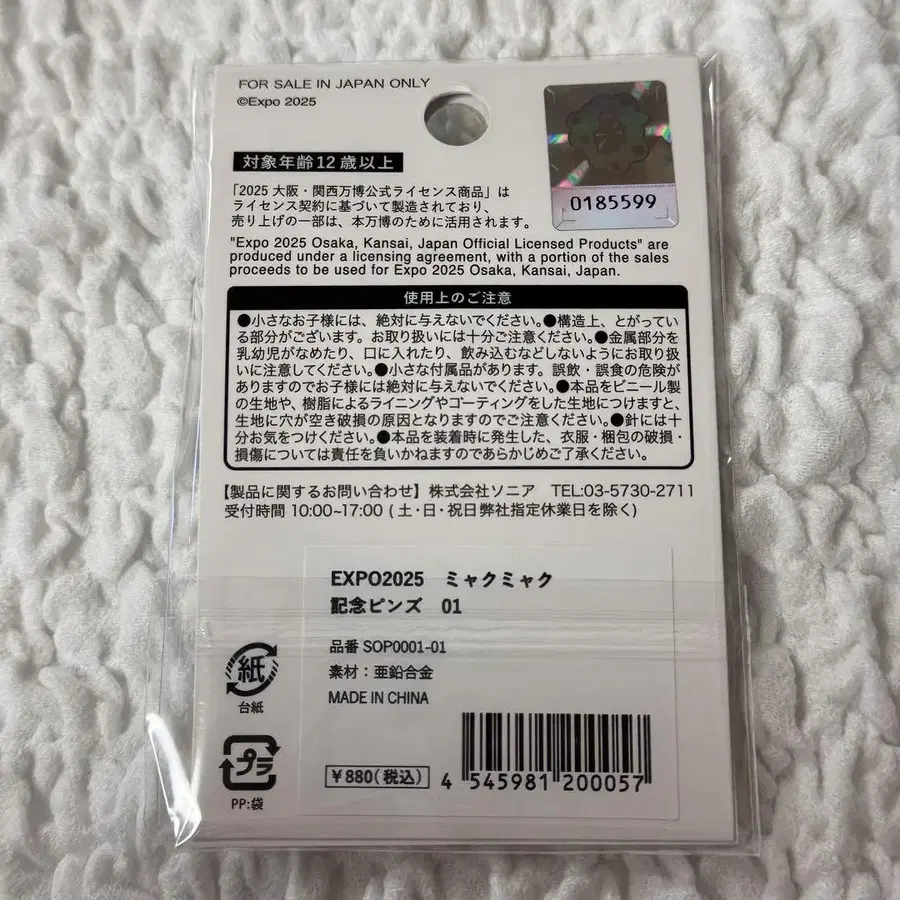 FOR SALE IN JAPAN ONLY
©Expo 2025
0185599
対象年齢12歳以上
「2025 大阪・関西万博公式ライセンス商品」は
ライセンス契約に基づいて製造されており、
売り上げの一部は、本万博のために活用されます。
"Expo 2025 Osaka, Kansai, Japan Official Licensed Products" are
produced under a licensing agreement, with a portion of the sales
proceeds to be used for Expo 2025 Osaka, Kansai, Japan.
使用上のご注意
●小さなお子様には、絶対に与えないでください。●構造上、とがってい
る部分がございます。お取り扱いには十分ご注意ください。●金属部分を
乳幼児がなめたり、口に入れたり、飲み込むなどしないようにお取り扱
いに注意してください。●小さな付属品があります。誤飲・誤食の危険が
ありますのでお子様には絶対に与えないでください。●本品をビニール製
の生地や、樹脂によるライニングやコーティングをした生地につけますと、
生地に穴が空き破損の原因となりますのでご注意ください。●針には十
分お気をつけください。●本品を装着時に発生した、衣服・梱包の破損・
損傷については責任を負いかねますのであらかじめご了承ください。
【製品に関するお問い合わせ】株式会社ソニア TEL:03-5730-2711
受付時間 10:00~17:00 ( 土・日・祝日弊社指定休業日を除く)
EXPO2025 ミャクミャク
記念ピンズ 01
品番 SOP0001-01
素材：亜鉛合金
MADE IN CHINA
紙
台紙
プラ
PP:袋
￥880(税込)
4 545981 200057